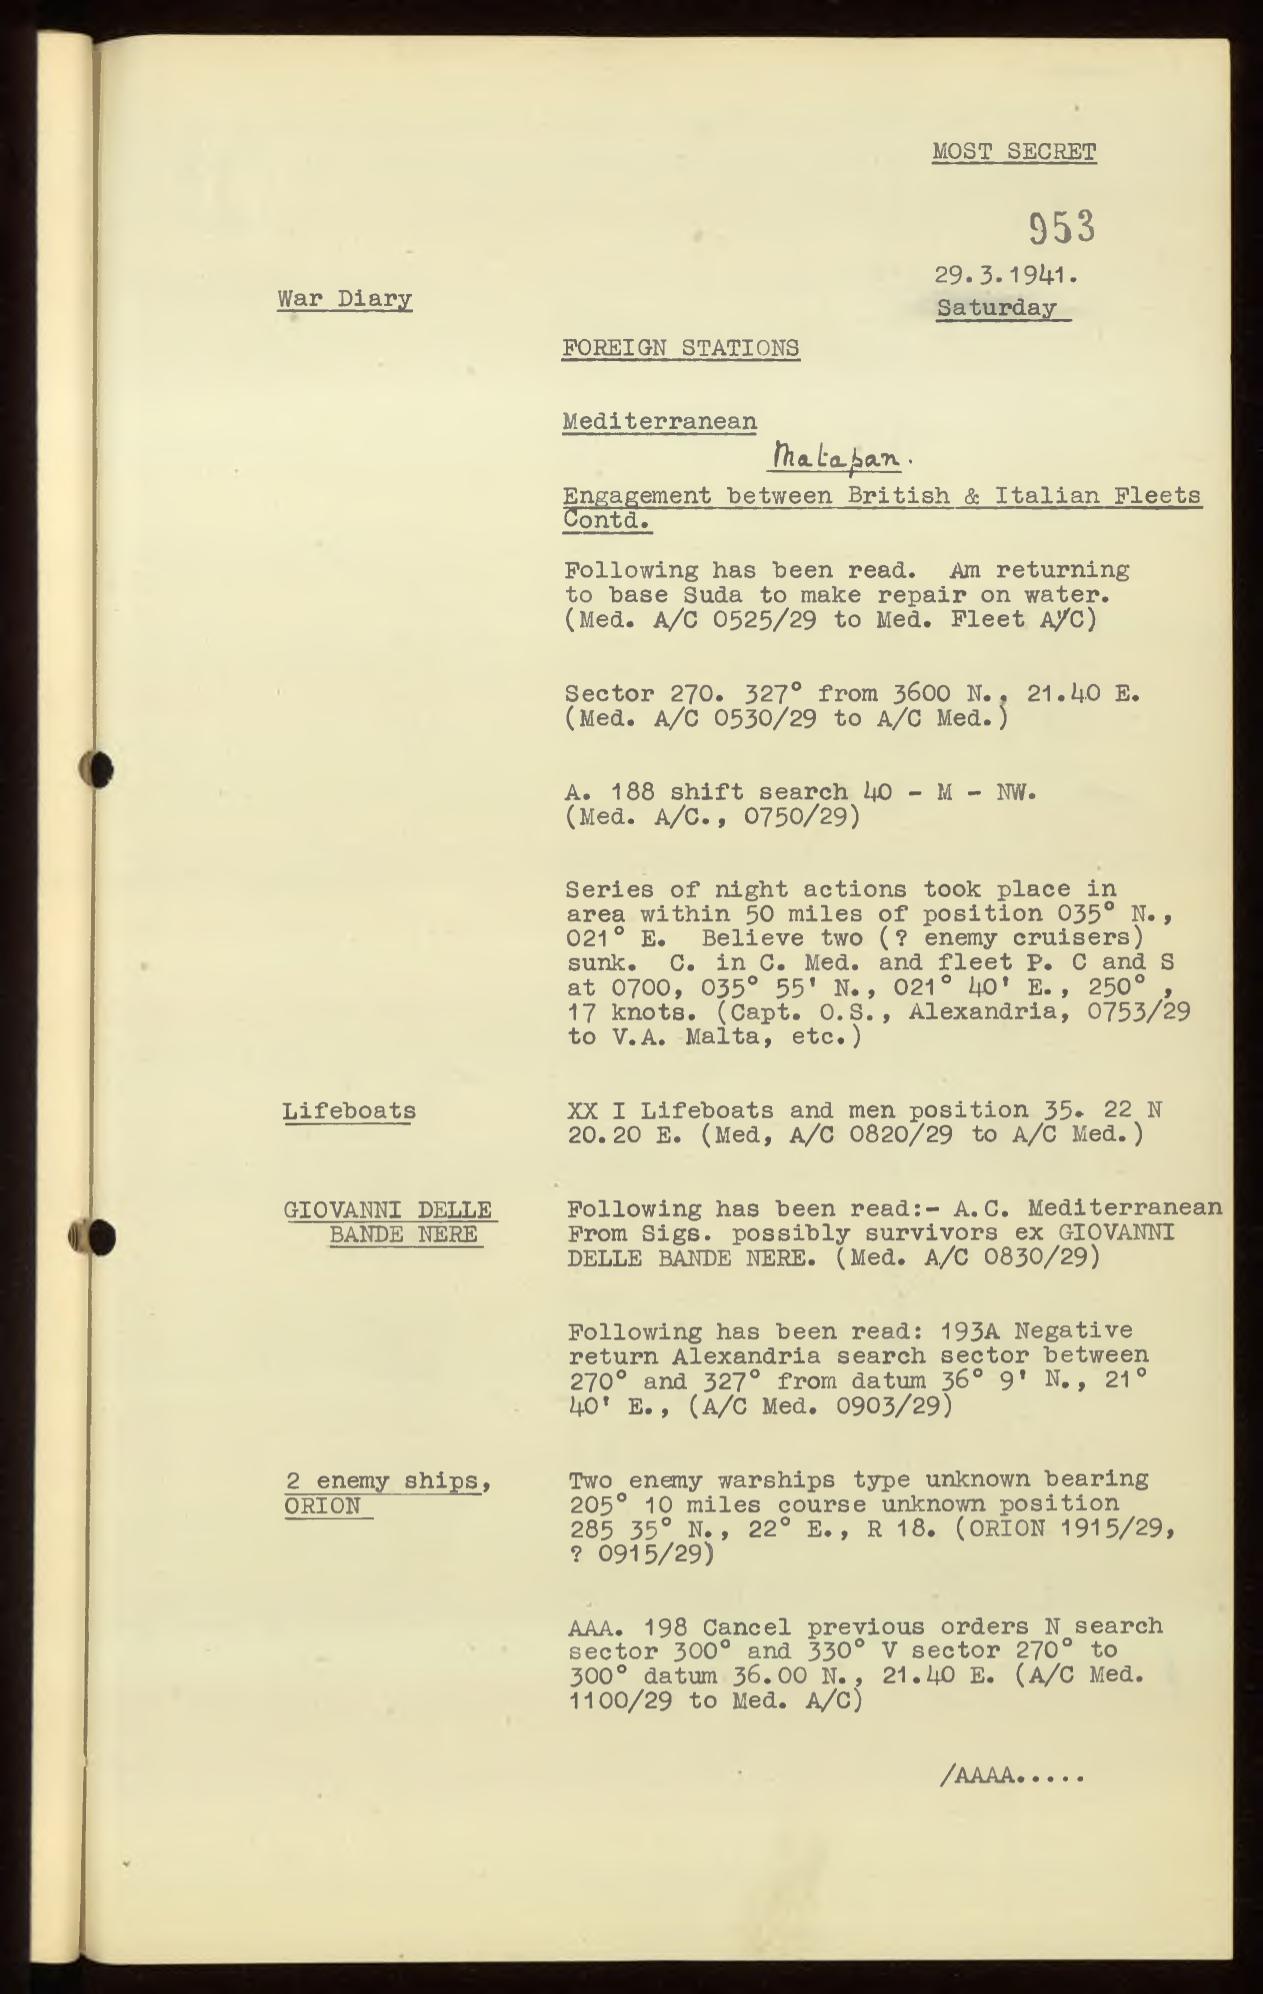 MOST SECRET
953
29.3.1941.
War Diary
Saturday
FOREIGN STATIONS
Mediterranean
Matapan.
Engagement between British & Italian Fleets
Contd.
Following has been read. Am returning
to base Suda to make repair on water.
(Med. A/C 0525/29 to Med. Fleet A/C)
Sector 270. 327° from 3600 N., 21.40 E.
(Med. A/C 0530/29 to A/C Med.)
A. 188 shift search 40 - M - NW.
(Med. A/C., 0750/29)
Series of night actions took place in
area within 50 miles of position 035° N.,
021° E. Believe two (? enemy cruisers)
sunk. C. in C. Med. and fleet P. C and S
at 0700, 035° 55' N., 021° 40' E., 250° ,
17 knots. (Capt. O.S., Alexandria, 0753/29
to V.A. Malta, etc.)
Lifeboats
XX I Lifeboats and men position 35. 22 N
20.20 E. (Med, A/C 0820/29 to A/C Med.)
GIOVANNI DELLE
BANDE NERE
Following has been read:- A.C. Mediterranean
From Sigs. possibly survivors ex GIOVANNI
DELLE BANDE NERE. (Med. A/C 0830/29)
Following has been read: 193A Negative
return Alexandria search sector between
270° and 327° from datum 36° 9' N., 21°
40' E., (A/C Med. 0903/29)
2 enemy ships,
ORION
Two enemy warships type unknown bearing
205° 10 miles course unknown position
285 35° N., 22° E., R 18. (ORION 1915/29,
? 0915/29)
AAA. 198 Cancel previous orders N search
sector 300° and 330° V sector 270° to
300° datum 36.00 N., 21.40 E. (A/C Med.
1100/29 to Med. A/C)
/AAAA.....